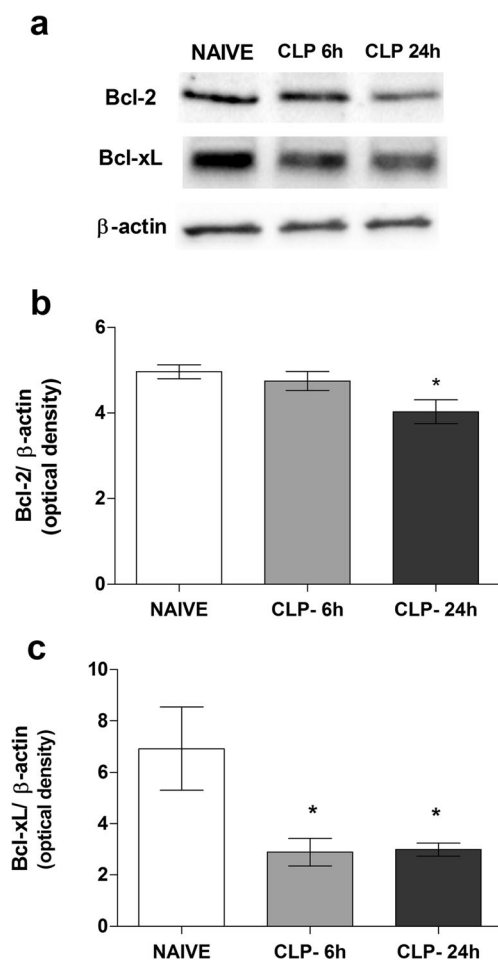 a
NAIVE CLP 6h CLP 24h
Bcl-2
Bcl-xL
β-actin
b
Bcl-2/ β-actin
(optical density)
6
4
2
0
*
NAIVE CLP- 6h CLP- 24h
c
Bcl-xL/ β-actin
(optical density)
10
8
6
4
2
0
* *
NAIVE CLP- 6h CLP- 24h